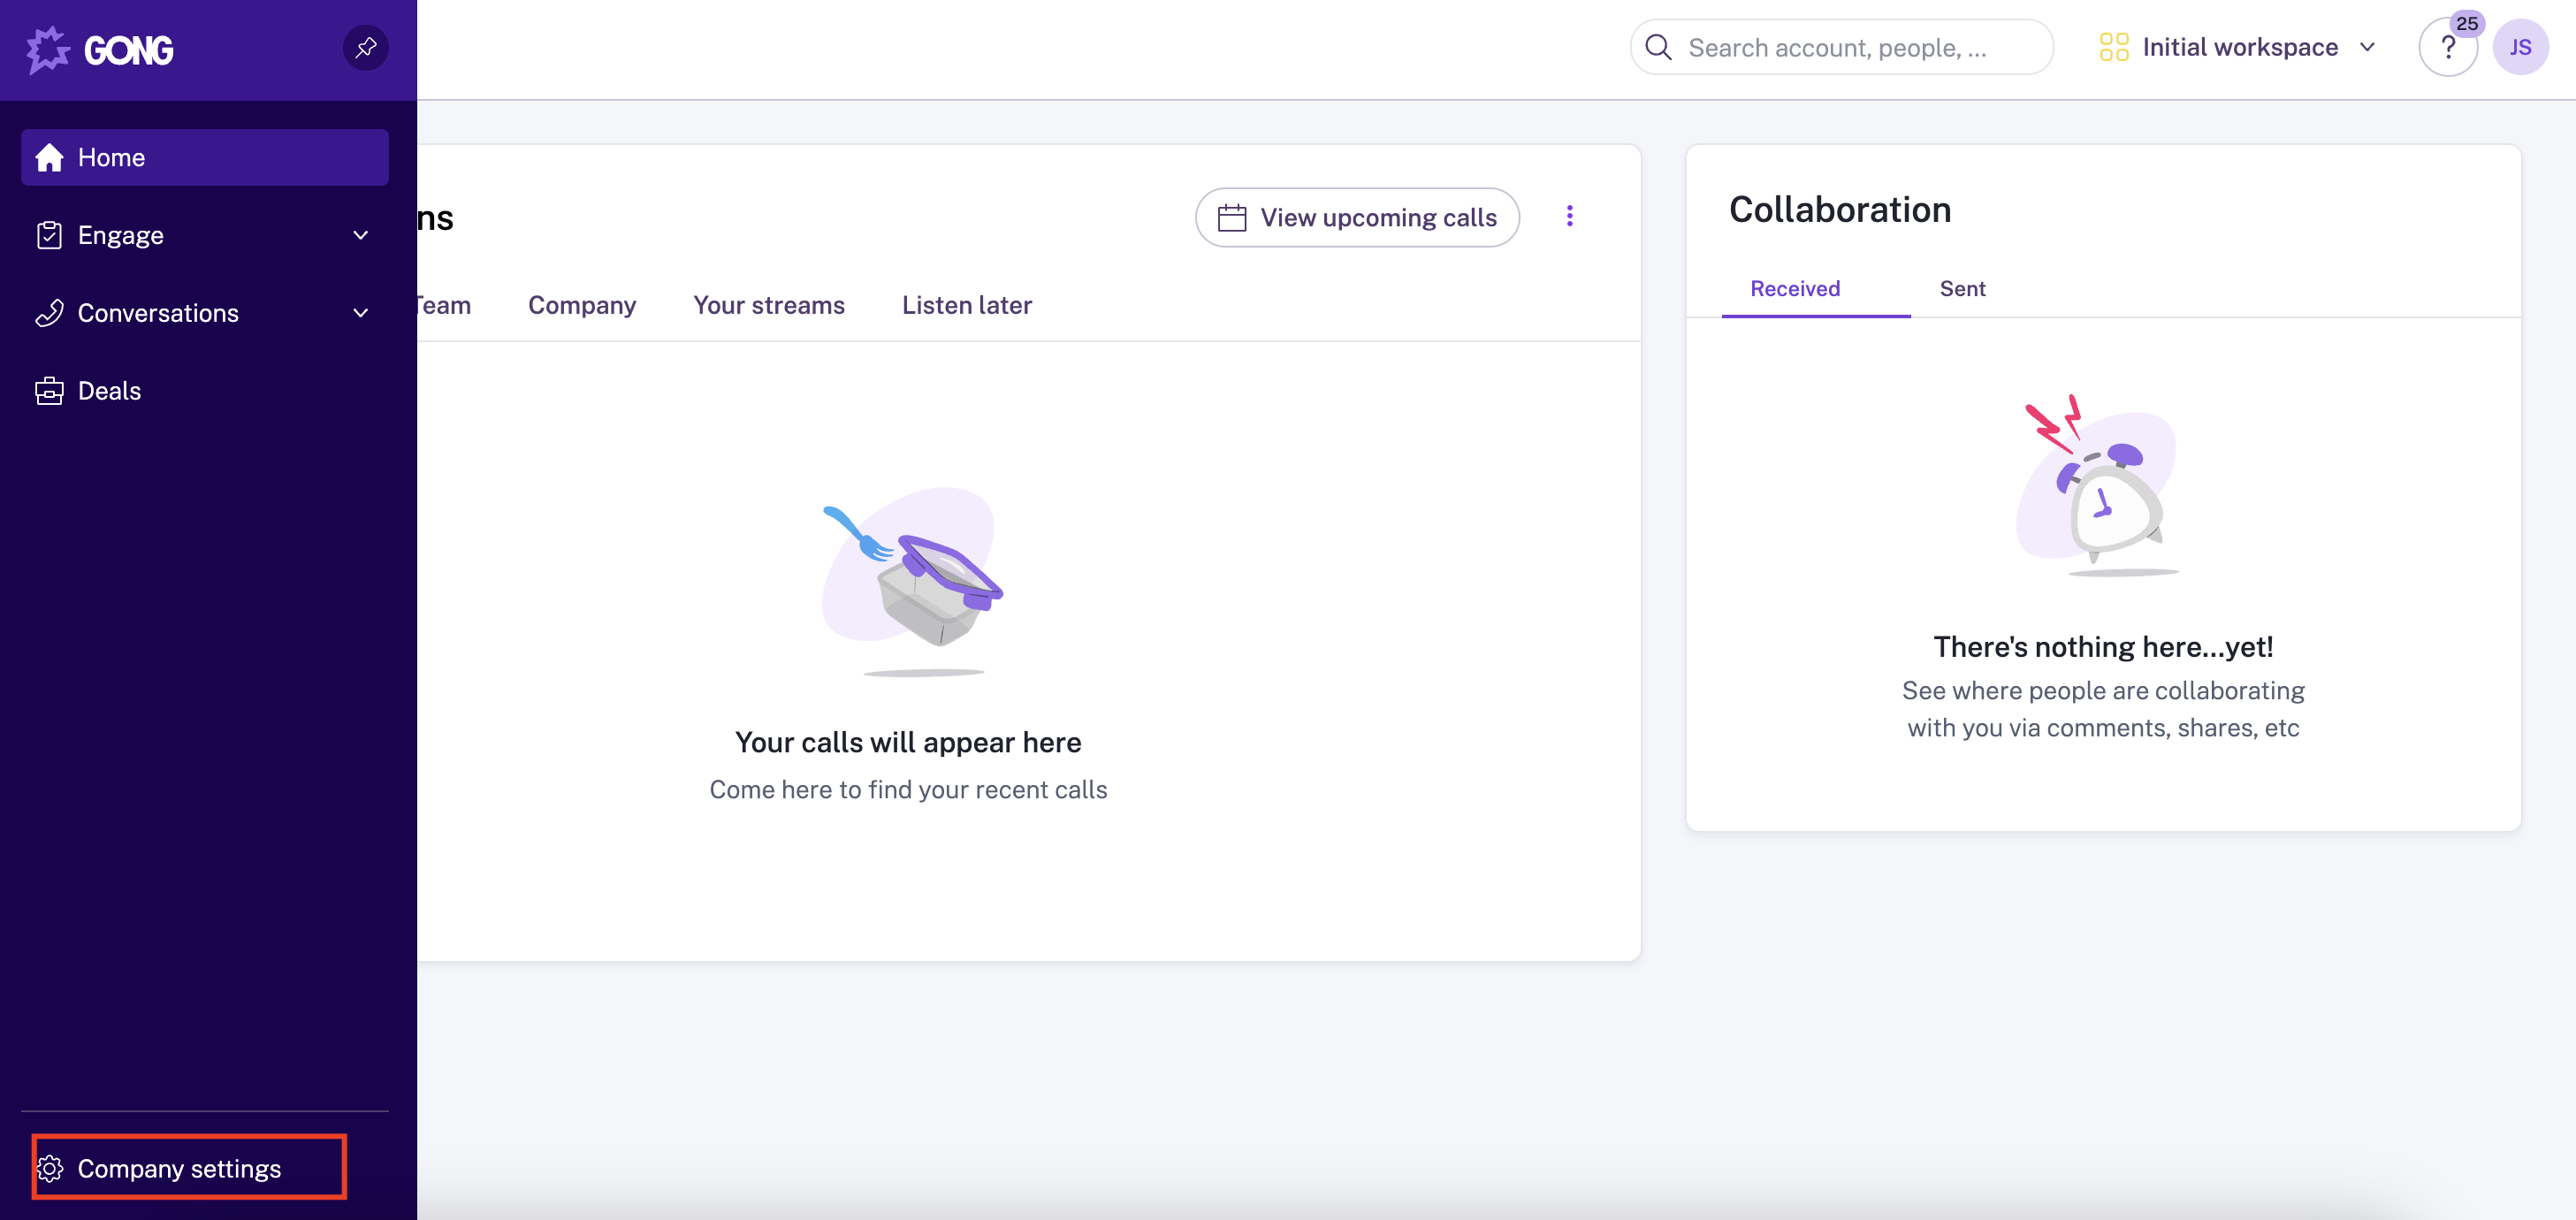 GONG
Search account, people, ...
Initial workspace
?
25
JS
Home
Engage
Conversations
Deals
Company settings
ns
View upcoming calls
Team
Company
Your streams
Listen later
Your calls will appear here
Come here to find your recent calls
Collaboration
Received
Sent
There's nothing here...yet!
See where people are collaborating
with you via comments, shares, etc